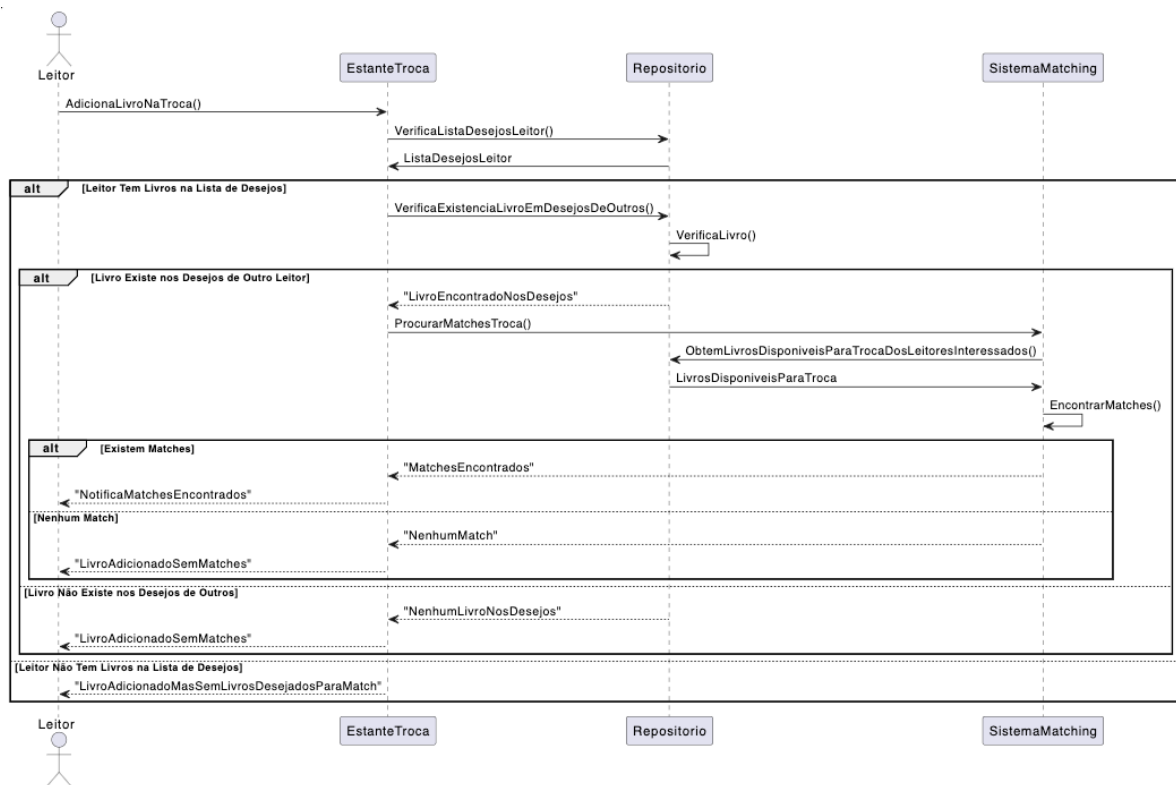 Leitor
EstanteTroca
Repositorio
SistemaMatching
AdicionaLivroNaTroca()
VerificaListaDesejosLeitor()
ListaDesejosLeitor
alt [Leitor Tem Livros na Lista de Desejos]
VerificaExistenciaLivroEmDesejosDeOutros()
VerificaLivro()
alt [Livro Existe nos Desejos de Outro Leitor]
"LivroEncontradoNosDesejos"
ProcurarMatchesTroca()
ObtemLivrosDisponiveisParaTrocaDosLeitoresInteressados()
LivrosDisponiveisParaTroca
EncontrarMatches()
alt [Existem Matches]
"MatchesEncontrados"
"NotificaMatchesEncontrados"
[Nenhum Match]
"NenhumMatch"
"LivroAdicionadoSemMatches"
[Livro Não Existe nos Desejos de Outros]
"NenhumLivroNosDesejos"
"LivroAdicionadoSemMatches"
[Leitor Não Tem Livros na Lista de Desejos]
"LivroAdicionadoMasSemLivrosDesejadosParaMatch"
Leitor
EstanteTroca
Repositorio
SistemaMatching